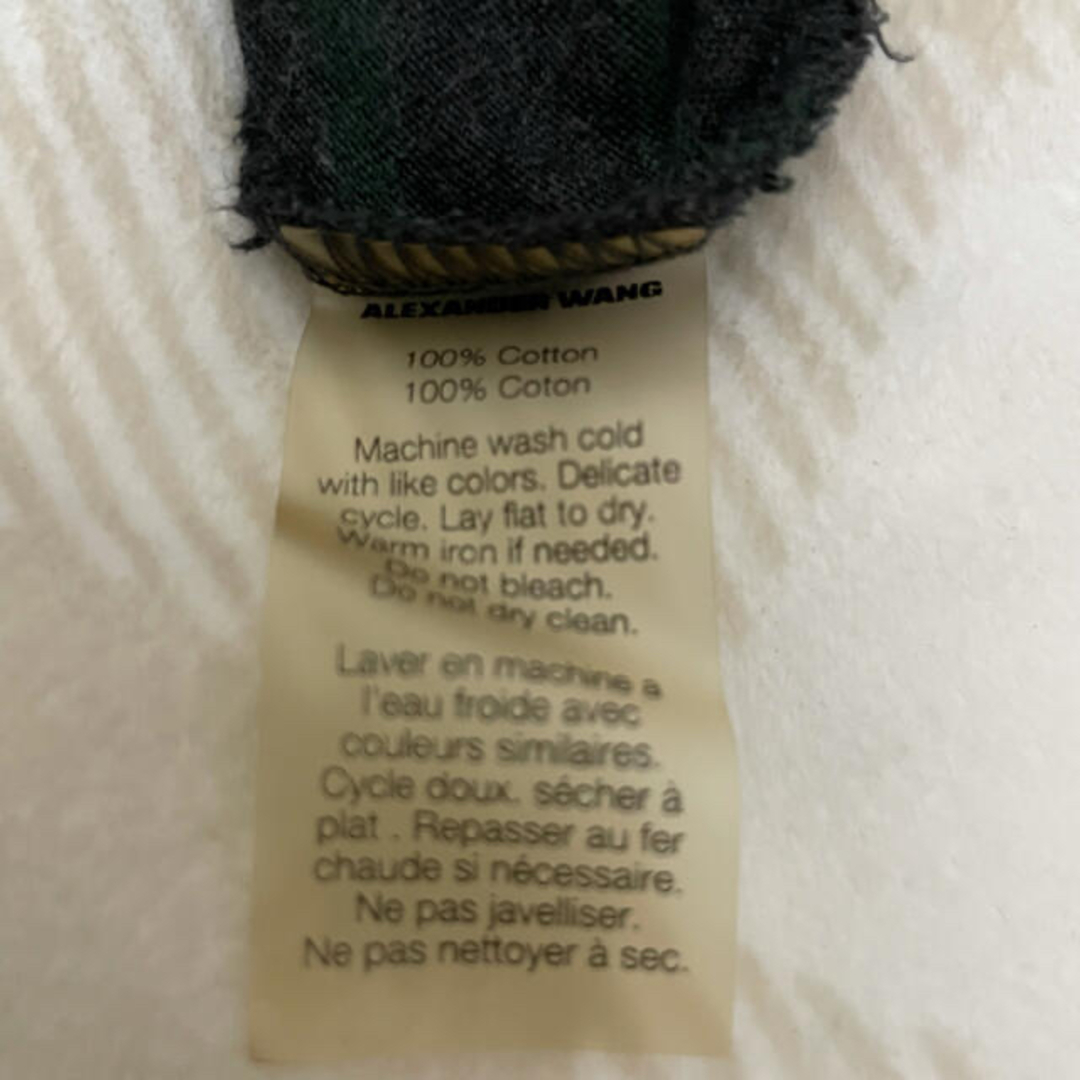 ALEXANDER WANG
100% Cotton
100% Coton
Machine wash cold
with like colors. Delicate
cycle. Lay flat to dry.
Warm iron if needed.
Do not bleach.
Do not dry clean.
Laver en machine a
l'eau froide avec
couleurs similaires.
Cycle doux. sécher à
plat . Repasser au fer
chaude si nécessaire.
Ne pas javelliser.
Ne pas nettoyer à sec.